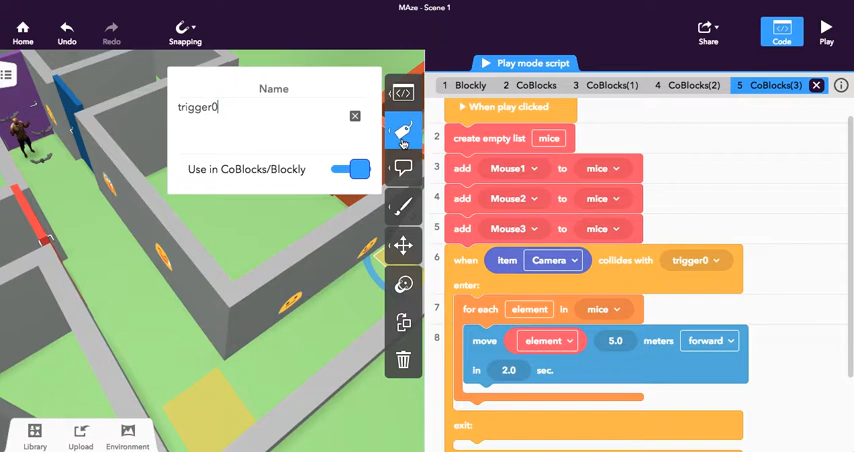 MAze - Scene 1
Home
Undo
Redo
Snapping
Share
Code
Play
Name
trigger0
Use in CoBlocks/Blockly
Library
Upload
Environment
Play mode script
1 Blockly 2 CoBlocks 3 CoBlocks(1) 4 CoBlocks(2) 5 CoBlocks(3)
When play clicked
2 create empty list mice
3 add Mouse1 to mice
4 add Mouse2 to mice
5 add Mouse3 to mice
6 when item Camera collides with trigger0
enter:
7 for each element in mice
8 move element 5.0 meters forward
in 2.0 sec.
exit: